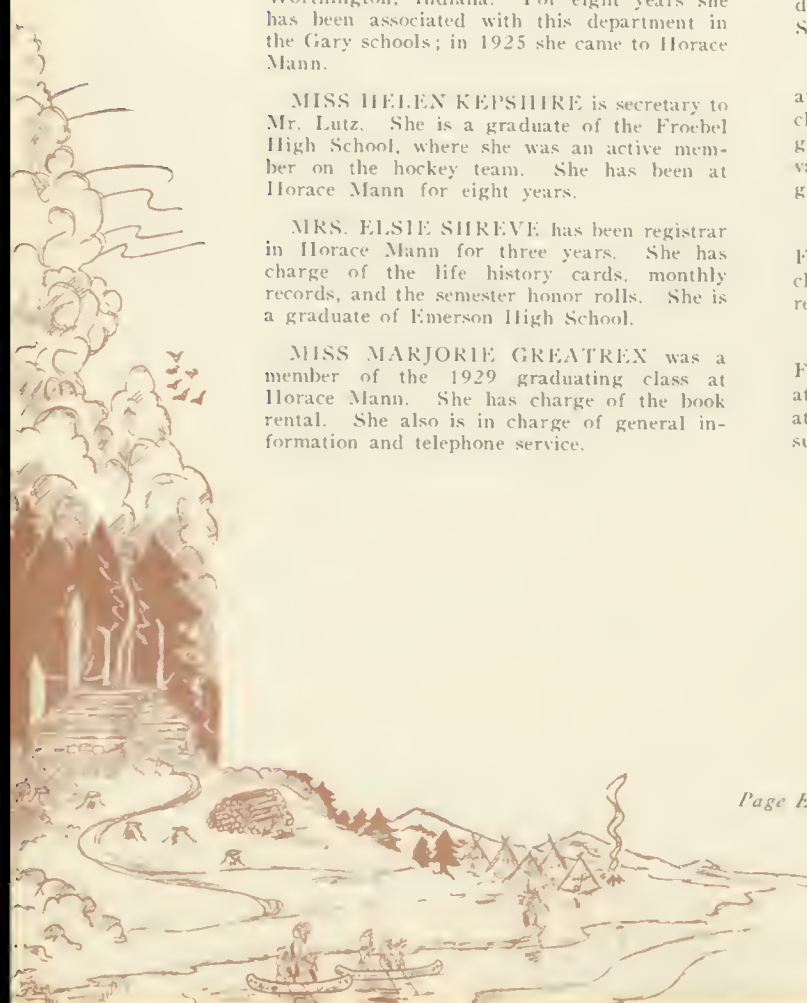 Worthington, Indiana. For eight years she
has been associated with this department in
the Gary schools; in 1925 she came to Horace
Mann.
MISS HELEN KEPSHIRE is secretary to
Mr. Lutz. She is a graduate of the Froebel
High School, where she was an active mem-
ber on the hockey team. She has been at
Horace Mann for eight years.
MRS. ELSIE SHREVE has been registrar
in Horace Mann for three years. She has
charge of the life history cards, monthly
records, and the semester honor rolls. She is
a graduate of Emerson High School.
MISS MARJORIE GREATREX was a
member of the 1929 graduating class at
Horace Mann. She has charge of the book
rental. She also is in charge of general in-
formation and telephone service.
Page